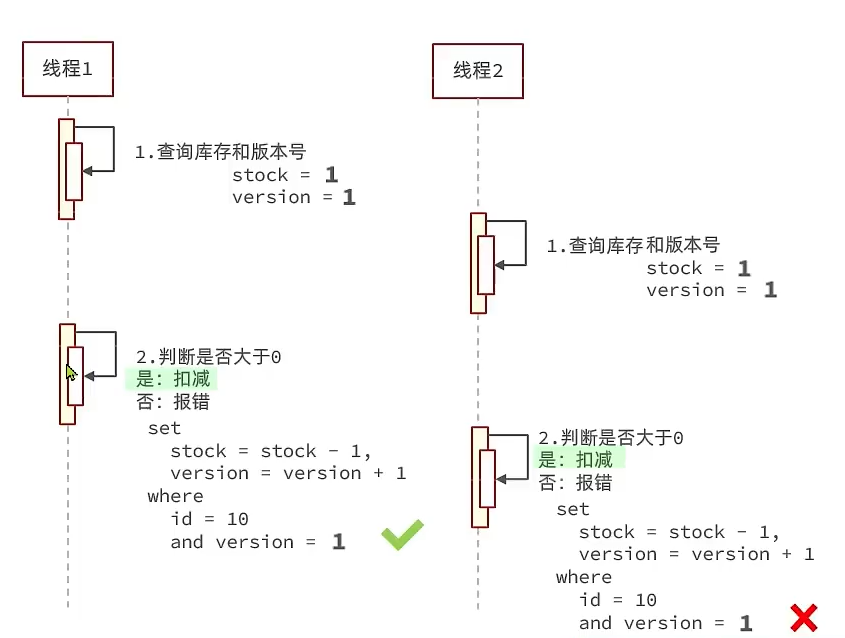 线程1
1.查询库存和版本号
stock = 1
version = 1
2.判断是否大于0
是: 扣减
否: 报错
set
stock = stock - 1,
version = version + 1
where
id = 10
and version = 1
线程2
1.查询库存和版本号
stock = 1
version = 1
2.判断是否大于0
是: 扣减
否: 报错
set
stock = stock - 1,
version = version + 1
where
id = 10
and version = 1